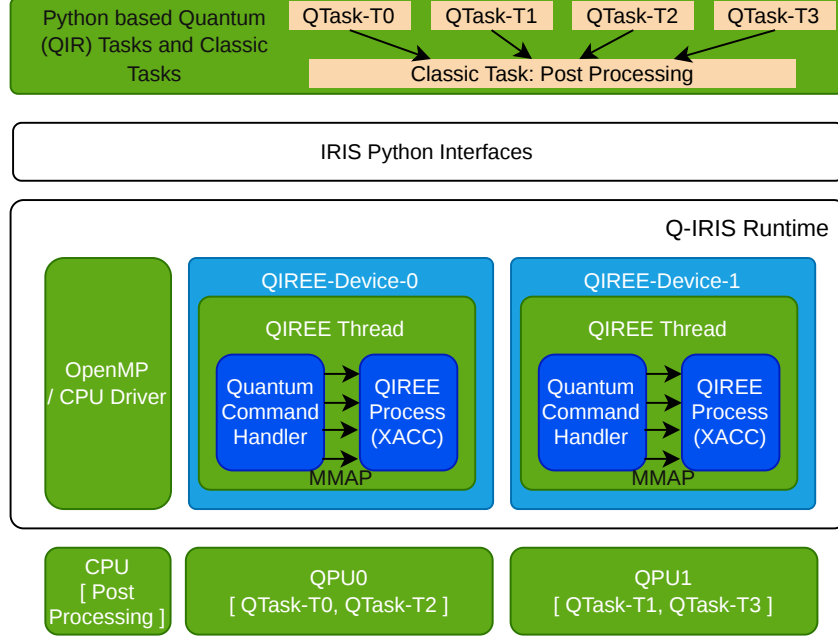 Python based Quantum
(QIR) Tasks and Classic
Tasks
QTask-T0
QTask-T1
QTask-T2
QTask-T3
Classic Task: Post Processing
IRIS Python Interfaces
Q-IRIS Runtime
OpenMP
/ CPU Driver
QIREE-Device-0
QIREE Thread
Quantum
Command
Handler
QIREE
Process
(XACC)
MMAP
QIREE-Device-1
QIREE Thread
Quantum
Command
Handler
QIREE
Process
(XACC)
MMAP
CPU
[ Post
Processing ]
QPU0
[ QTask-T0, QTask-T2 ]
QPU1
[ QTask-T1, QTask-T3 ]